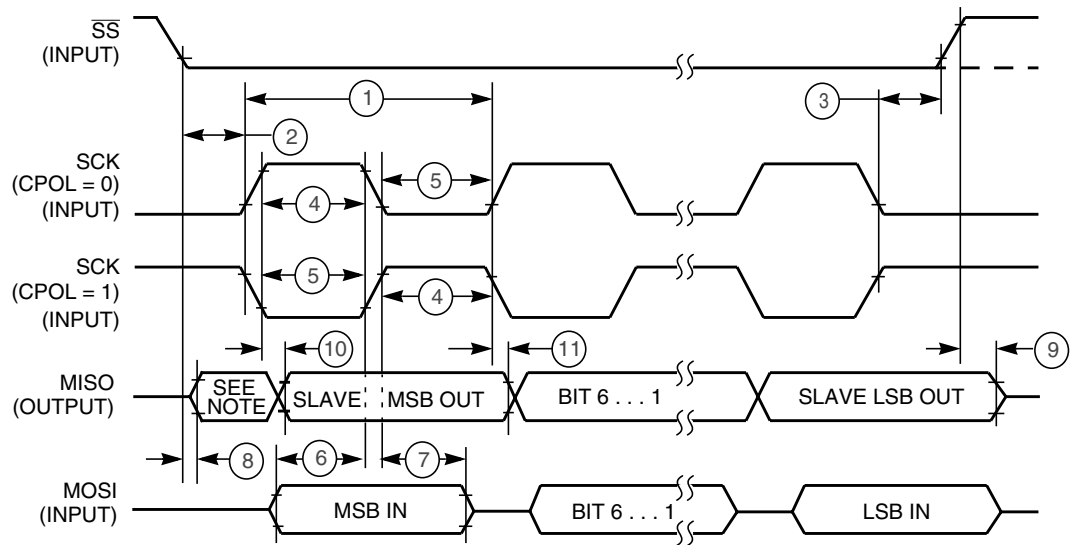 SS
(INPUT)
1
3
2
SCK
(CPOL = 0)
(INPUT)
5
4
SCK
(CPOL = 1)
(INPUT)
5
4
10
11
9
MISO
(OUTPUT)
SEE
NOTE
SLAVE
MSB OUT
BIT 6 . . . 1
SLAVE LSB OUT
8
6
7
MOSI
(INPUT)
MSB IN
BIT 6 . . . 1
LSB IN